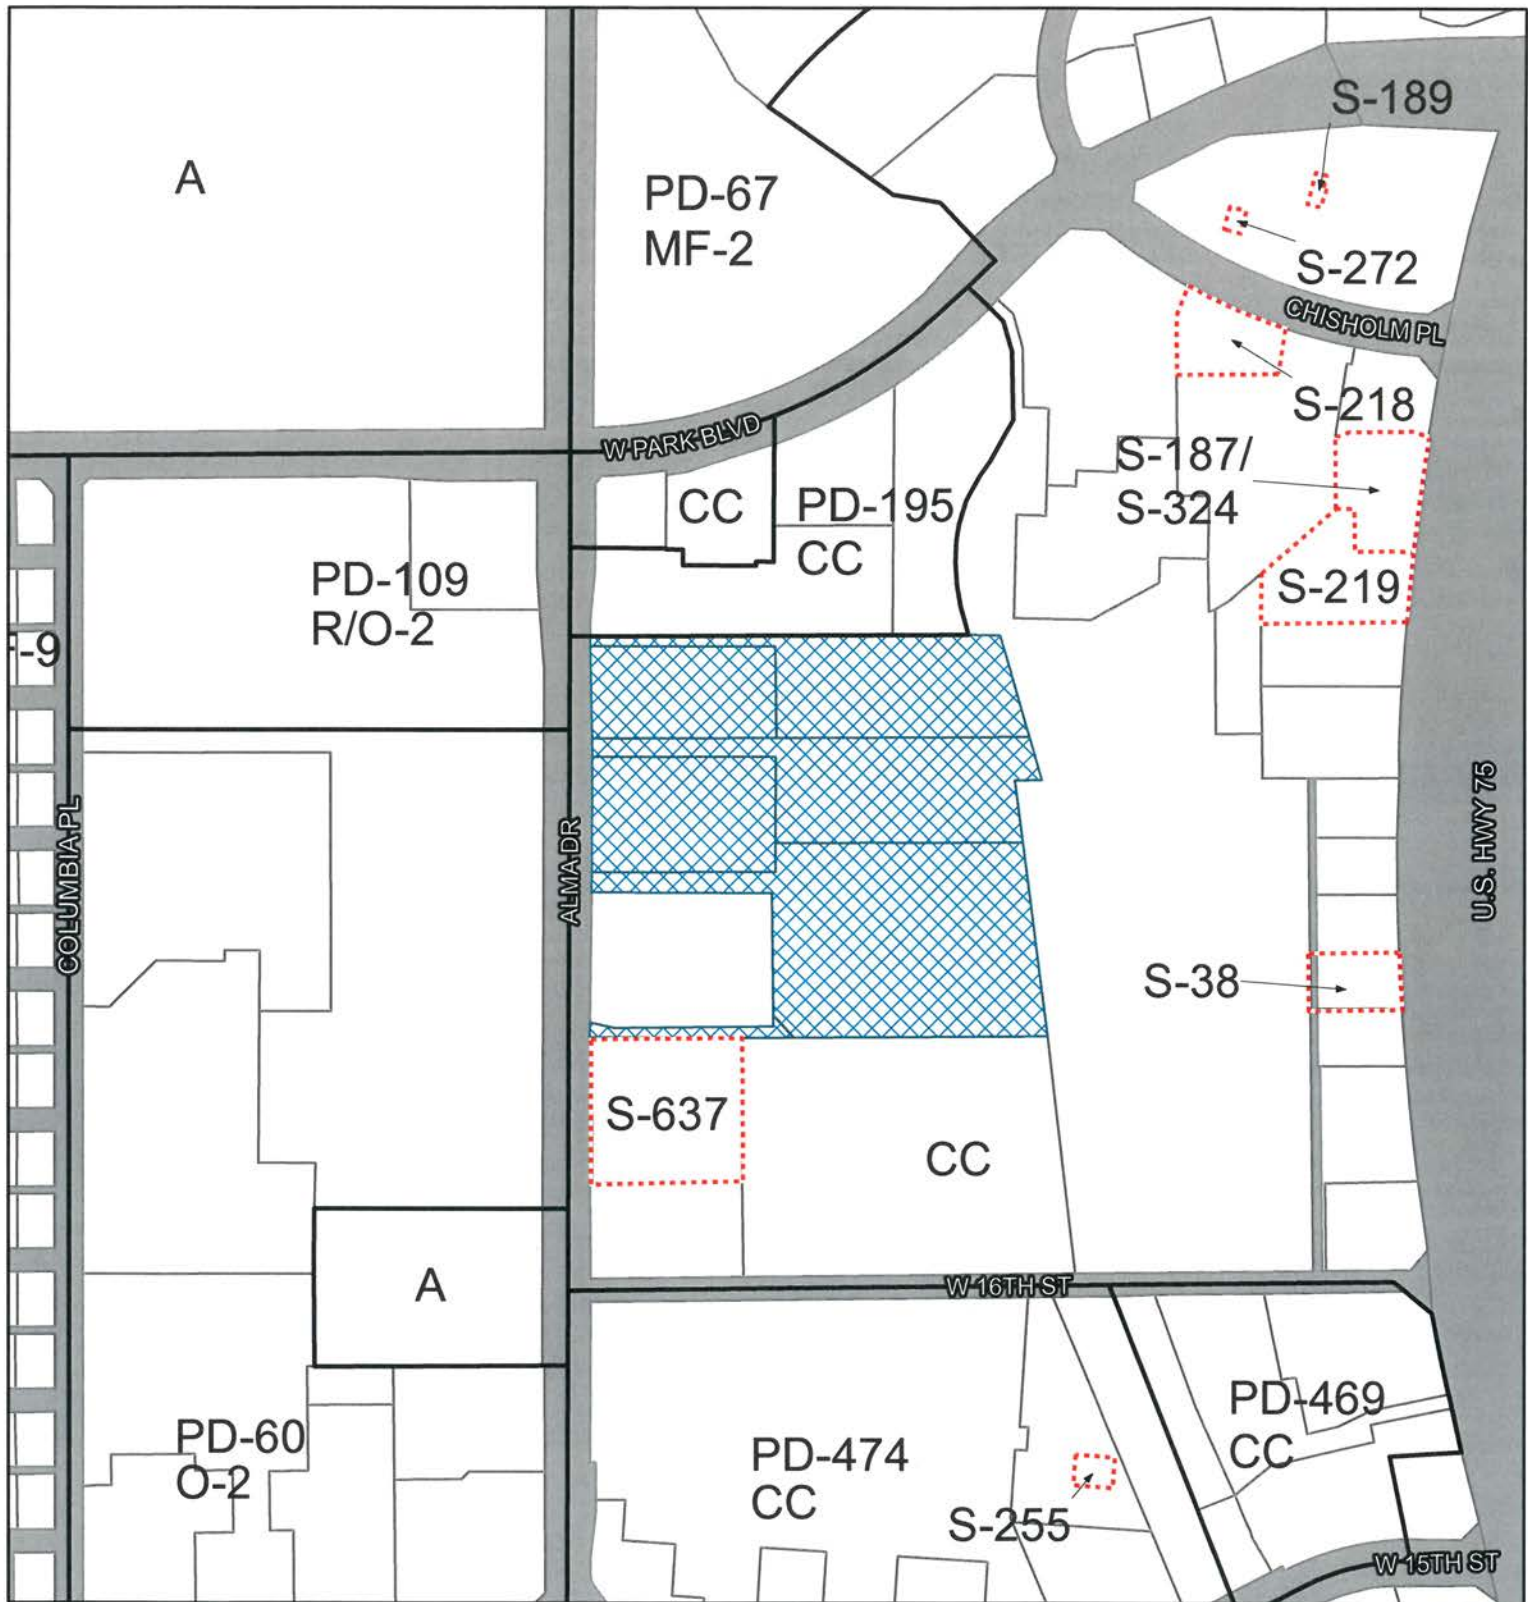 S-189
A
PD-67
MF-2
S-272
CHISHOLM PL
S-218
W PARK BLVD
S-187/
S-324
CC
PD-195
CC
PD-109
R/O-2
S-219
-9
U.S. HWY 75
COLUMBIA PL
ALMA DR
S-38
S-637
CC
A
W 16TH ST
PD-469
CC
PD-60
O-2
PD-474
CC
S-255
W 15TH ST